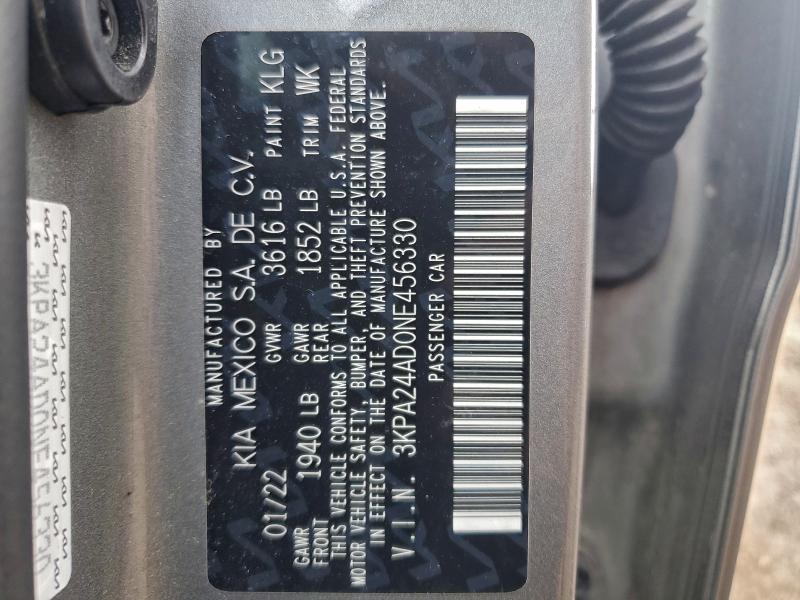 MANUFACTURED BY
KIA MEXICO S.A. DE C.V.
01/22 GVWR 3616 LB PAINT KLG
GAWR FRONT 1940 LB GAWR REAR 1852 LB TRIM WK
THIS VEHICLE CONFORMS TO ALL APPLICABLE U.S.A. FEDERAL
MOTOR VEHICLE SAFETY, BUMPER, AND THEFT PREVENTION STANDARDS
IN EFFECT ON THE DATE OF MANUFACTURE SHOWN ABOVE.
V.I.N. 3KPA24AD0NE456330
PASSENGER CAR